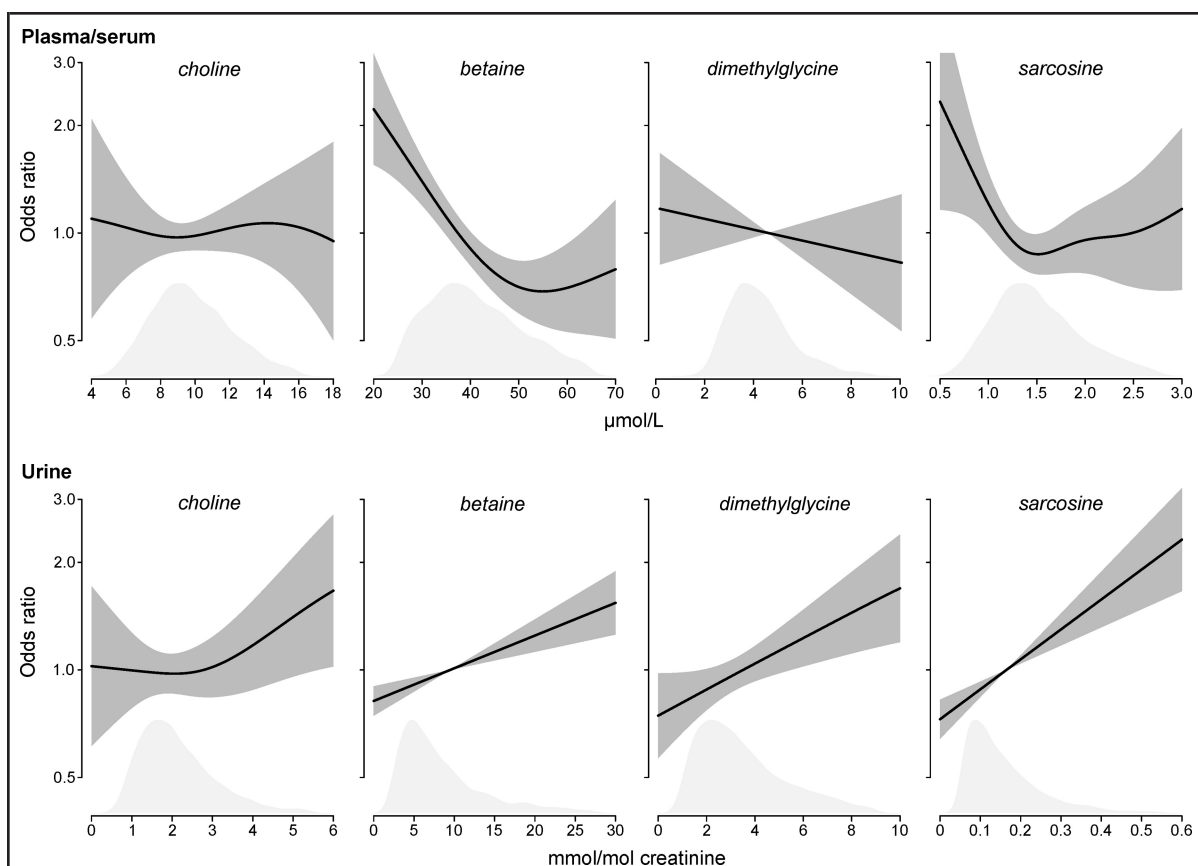 Plasma/serum
choline betaine dimethylglycine sarcosine
3.0
2.0
1.0
0.5
Odds ratio
4 6 8 10 12 14 16 18 20 30 40 50 60 70 0 2 4 6 8 10 0.5 1.0 1.5 2.0 2.5 3.0
µmol/L
Urine
choline betaine dimethylglycine sarcosine
3.0
2.0
1.0
0.5
Odds ratio
0 1 2 3 4 5 6 0 5 10 15 20 25 30 0 2 4 6 8 10 0 0.1 0.2 0.3 0.4 0.5 0.6
mmol/mol creatinine